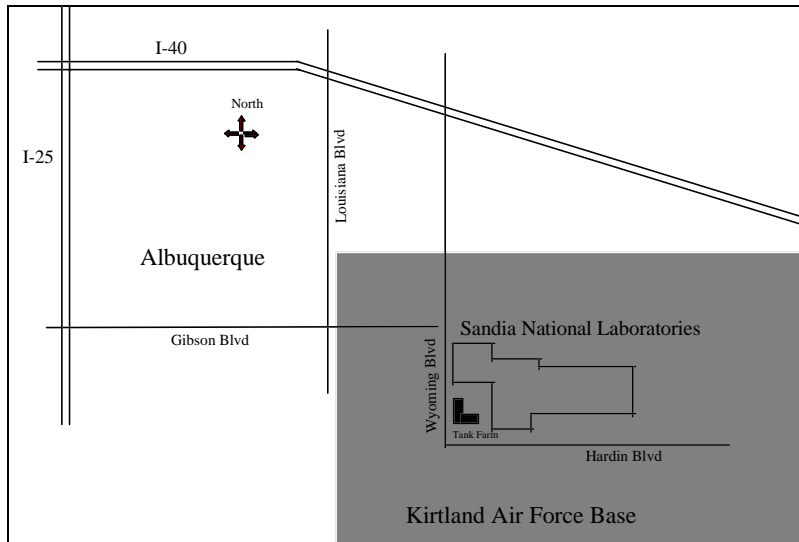 I-40
North
I-25
Louisiana Blvd
Albuquerque
Sandia National Laboratories
Gibson Blvd
Wyoming Blvd
Tank Farm
Hardin Blvd
Kirtland Air Force Base